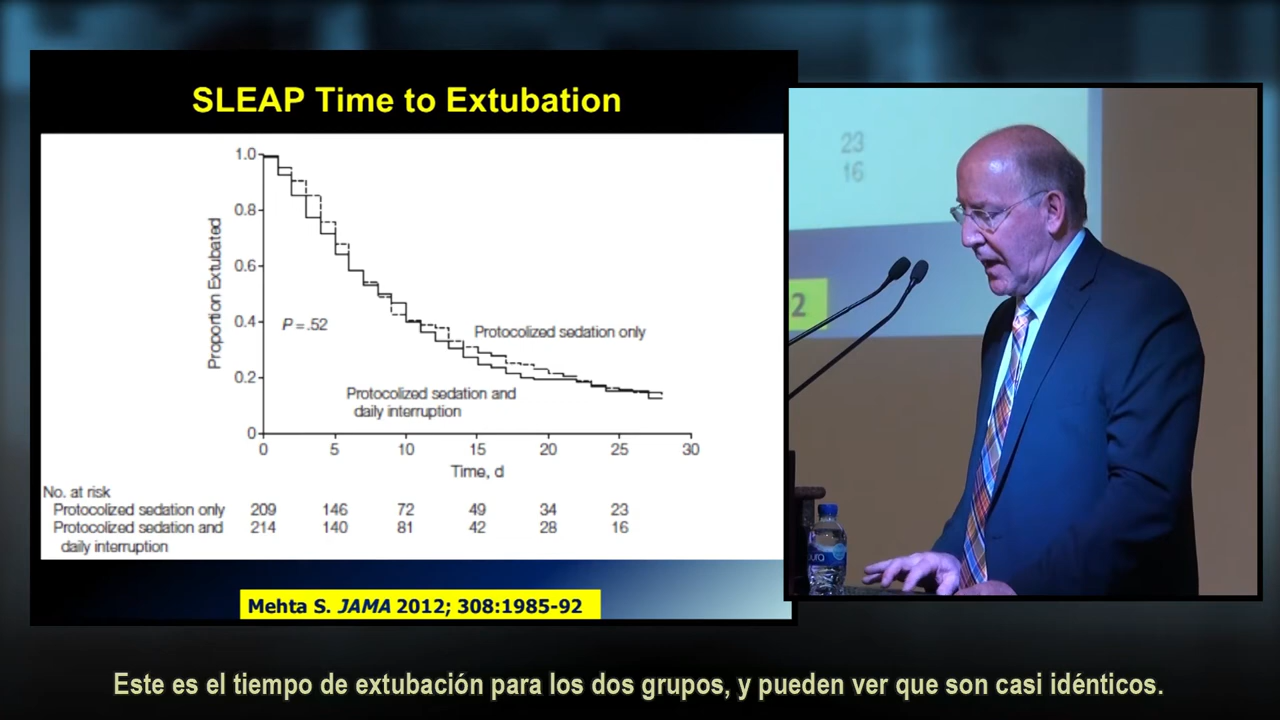 SLEAP Time to Extubation
1.0
0.8
0.6
0.4
0.2
0
Proportion Extubated
P = .52
Protocolized sedation only
Protocolized sedation and
daily interruption
0 5 10 15 20 25 30
Time, d
No. at risk
Protocolized sedation only 209 146 72 49 34 23
Protocolized sedation and 214 140 81 42 28 16
daily interruption
Mehta S. JAMA 2012; 308:1985-92
23
16
2
Este es el tiempo de extubación para los dos grupos, y pueden ver que son casi idénticos.